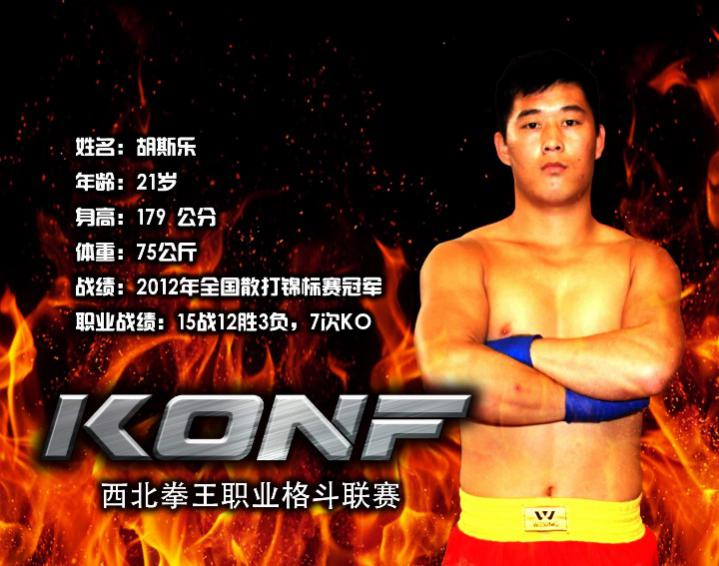 姓名：胡斯乐
年龄：21岁
身高：179 公分
体重：75公斤
战绩：2012年全国散打锦标赛冠军
职业战绩：15战12胜3负，7次KO
KONF
西北拳王职业格斗联赛
W